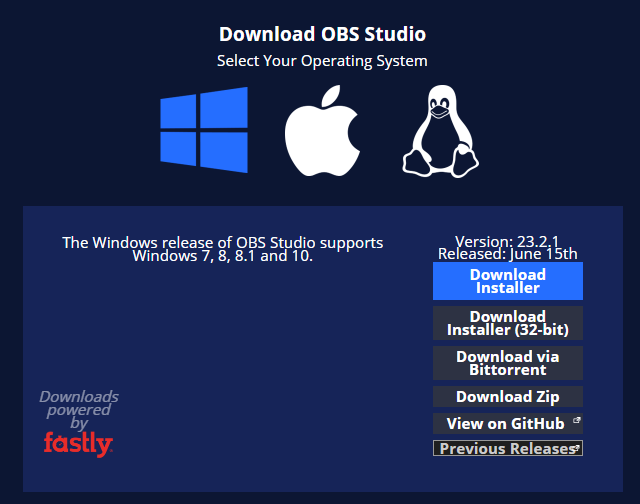 Download OBS Studio
Select Your Operating System
The Windows release of OBS Studio supports
Windows 7, 8, 8.1 and 10.
Version: 23.2.1
Released: June 15th
Download
Installer
Download
Installer (32-bit)
Download via
Bittorrent
Download Zip
View on GitHub
Previous Releases
Downloads
powered
by
fastly